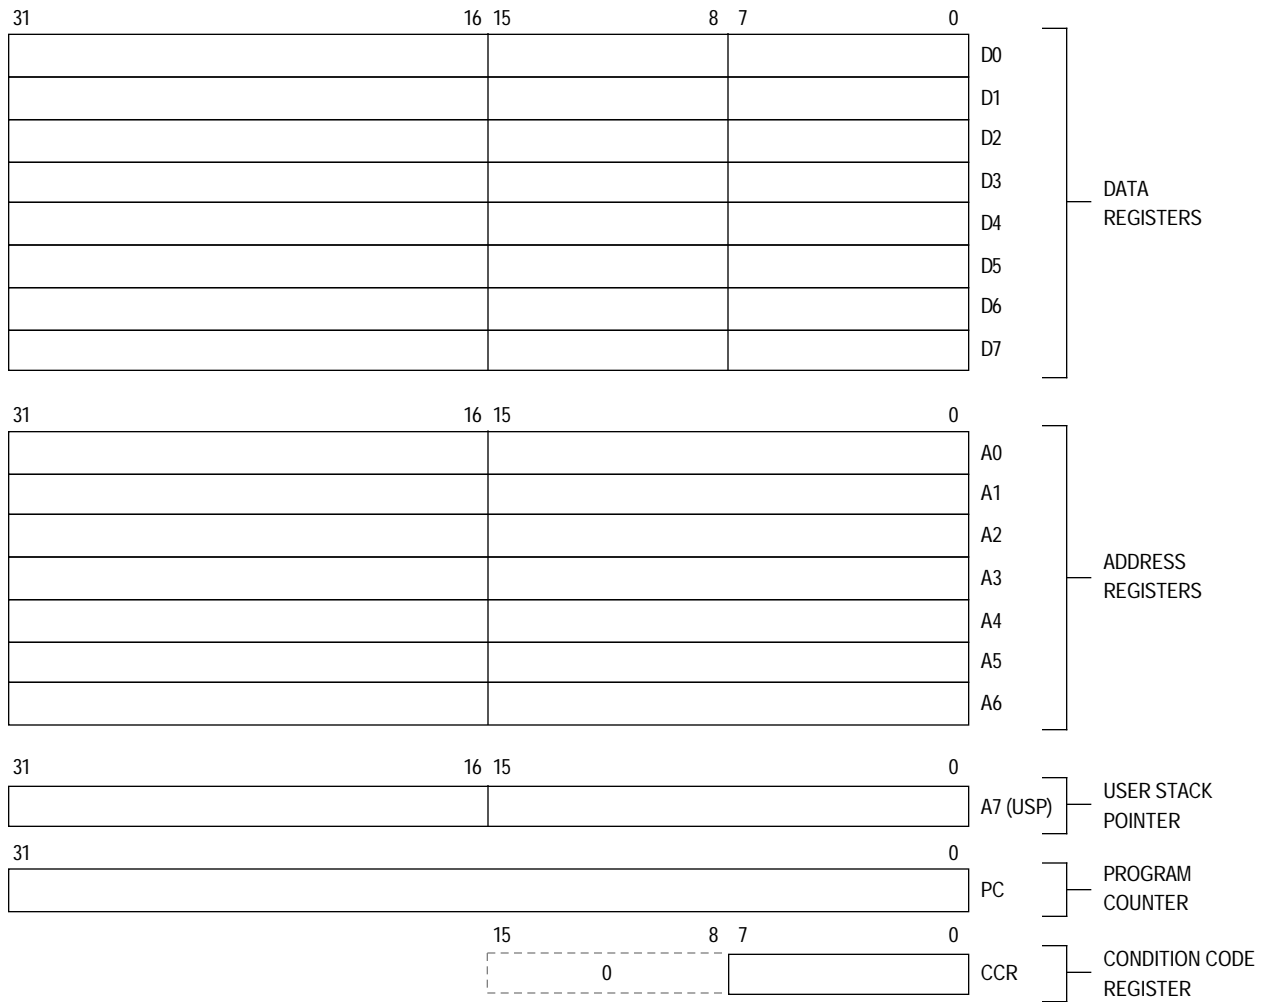 31 16 15 8 7 0
D0
D1
D2
D3
D4
D5
D6
D7
DATA
REGISTERS
31 16 15 0
A0
A1
A2
A3
A4
A5
A6
ADDRESS
REGISTERS
31 16 15 0
A7 (USP)
USER STACK
POINTER
31 0
PC
PROGRAM
COUNTER
15 8 7 0
0
CCR
CONDITION CODE
REGISTER